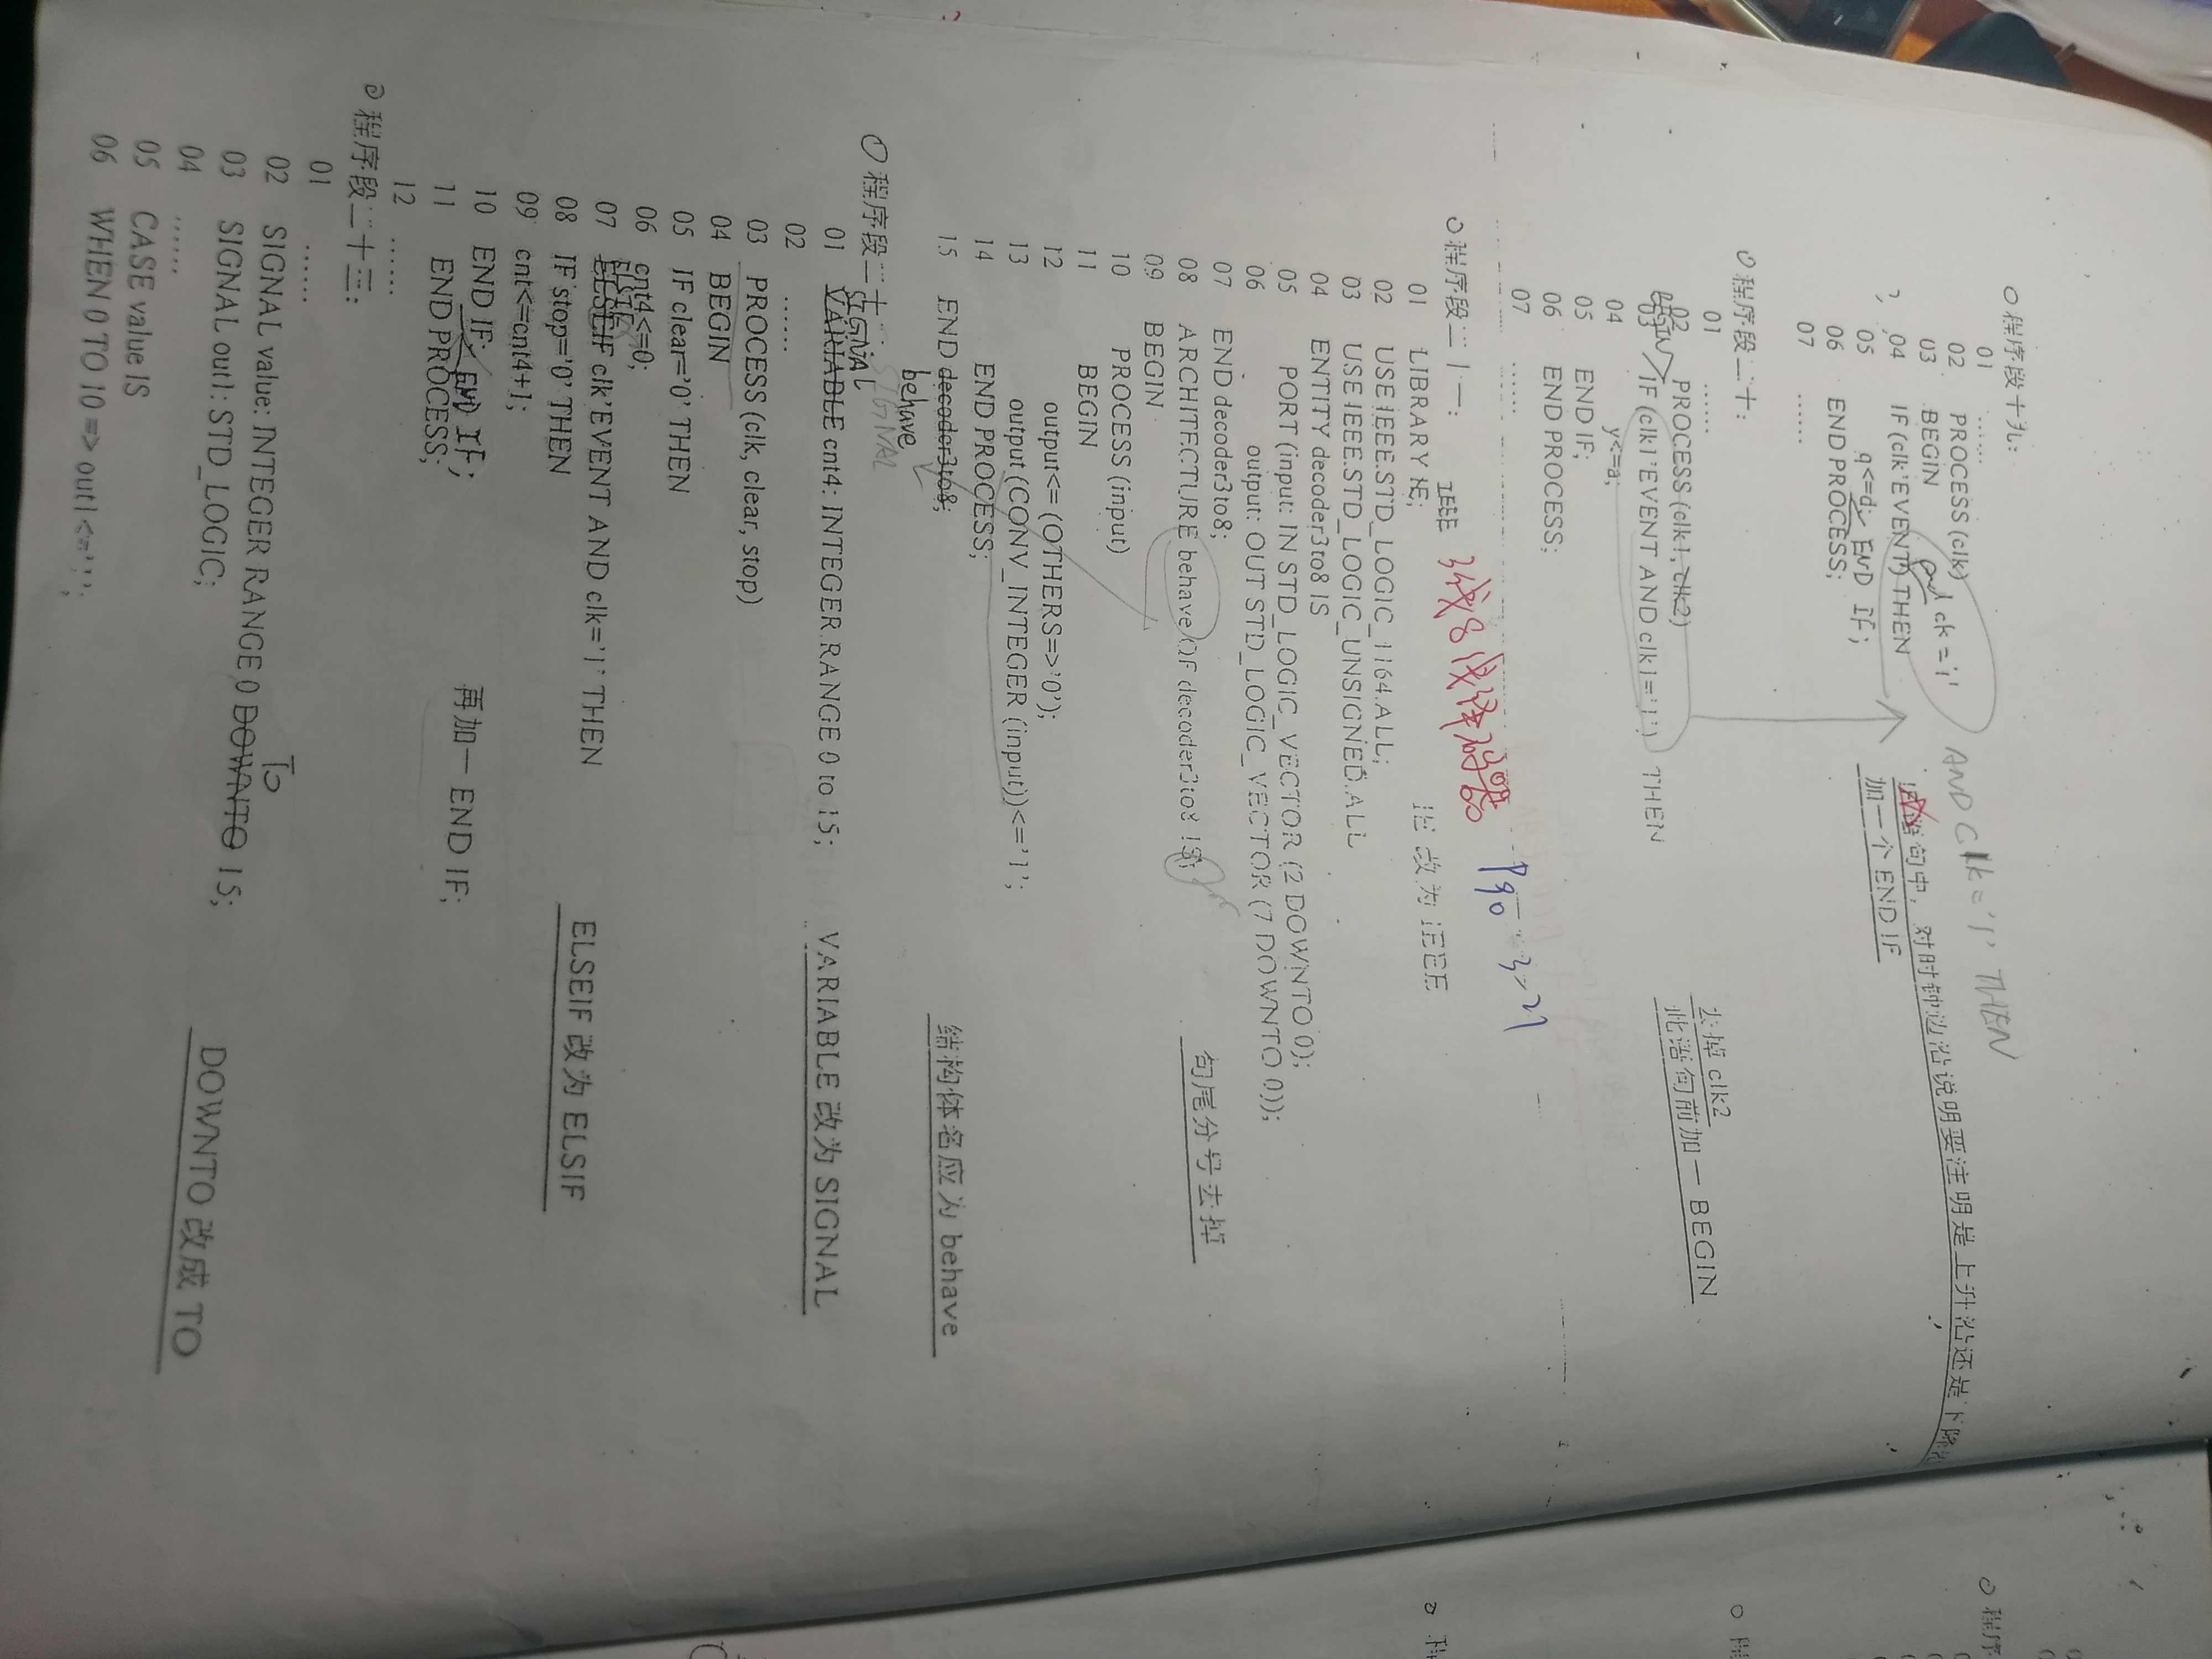 程序段十九:
01 ……
02 PROCESS (clk)
03 BEGIN and ck='1' AND Clk='1' THEN
04 IF (clk'EVENT) THEN 语句中，对时钟边沿说明要注明是上升沿还是下降
05 q<=d; END IF; 加一个 END IF
06 END PROCESS;
07 ……
程序段二十:
01 ……
02 PROCESS (clk1, clk2) 去掉 clk2
BEGIN
03 IF (clk1'EVENT AND clk1='1') THEN 此语句前加一 BEGIN
04 y<=a;
05 END IF;
06 END PROCESS;
07 ……
3线8线译码器 P90
程序段二十一: IEEE
01 LIBRARY IE; IE 改为 IEEE
02 USE IEEE.STD_LOGIC_1164.ALL;
03 USE IEEE.STD_LOGIC_UNSIGNED.ALL
04 ENTITY decoder3to8 IS
05 PORT (input: IN STD_LOGIC_VECTOR (2 DOWNTO 0);
06 output: OUT STD_LOGIC_VECTOR (7 DOWNTO 0));
07 END decoder3to8;
08 ARCHITECTURE behave OF decoder3to8 IS; 句尾分号去掉
09 BEGIN
10 PROCESS (input)
11 BEGIN
12 output<= (OTHERS=>'0');
13 output (CONV_INTEGER (input))<='1';
14 END PROCESS;
15 END decoder3to8; 结构体名应为 behave
behave
程序段二十 SIGNAL
SIGNAL
01 VARIABLE cnt4: INTEGER RANGE 0 to 15; VARIABLE 改为 SIGNAL
02 ……
03 PROCESS (clk, clear, stop)
04 BEGIN
05 IF clear='0' THEN
06 cnt4<=0;
ELSIF
07 ELSEIF clk'EVENT AND clk='1' THEN ELSEIF 改为 ELSIF
08 IF stop='0' THEN
09 cnt<=cnt4+1;
10 END IF; END IF; 再加一 END IF;
11 END PROCESS;
12 ……
程序段二十三:
01 ……
To
02 SIGNAL value: INTEGER RANGE 0 DOWNTO 15; DOWNTO 改成 TO
03 SIGNAL out1: STD_LOGIC;
04 ……
05 CASE value IS
06 WHEN 0 TO 10 => out1<='1';
程序